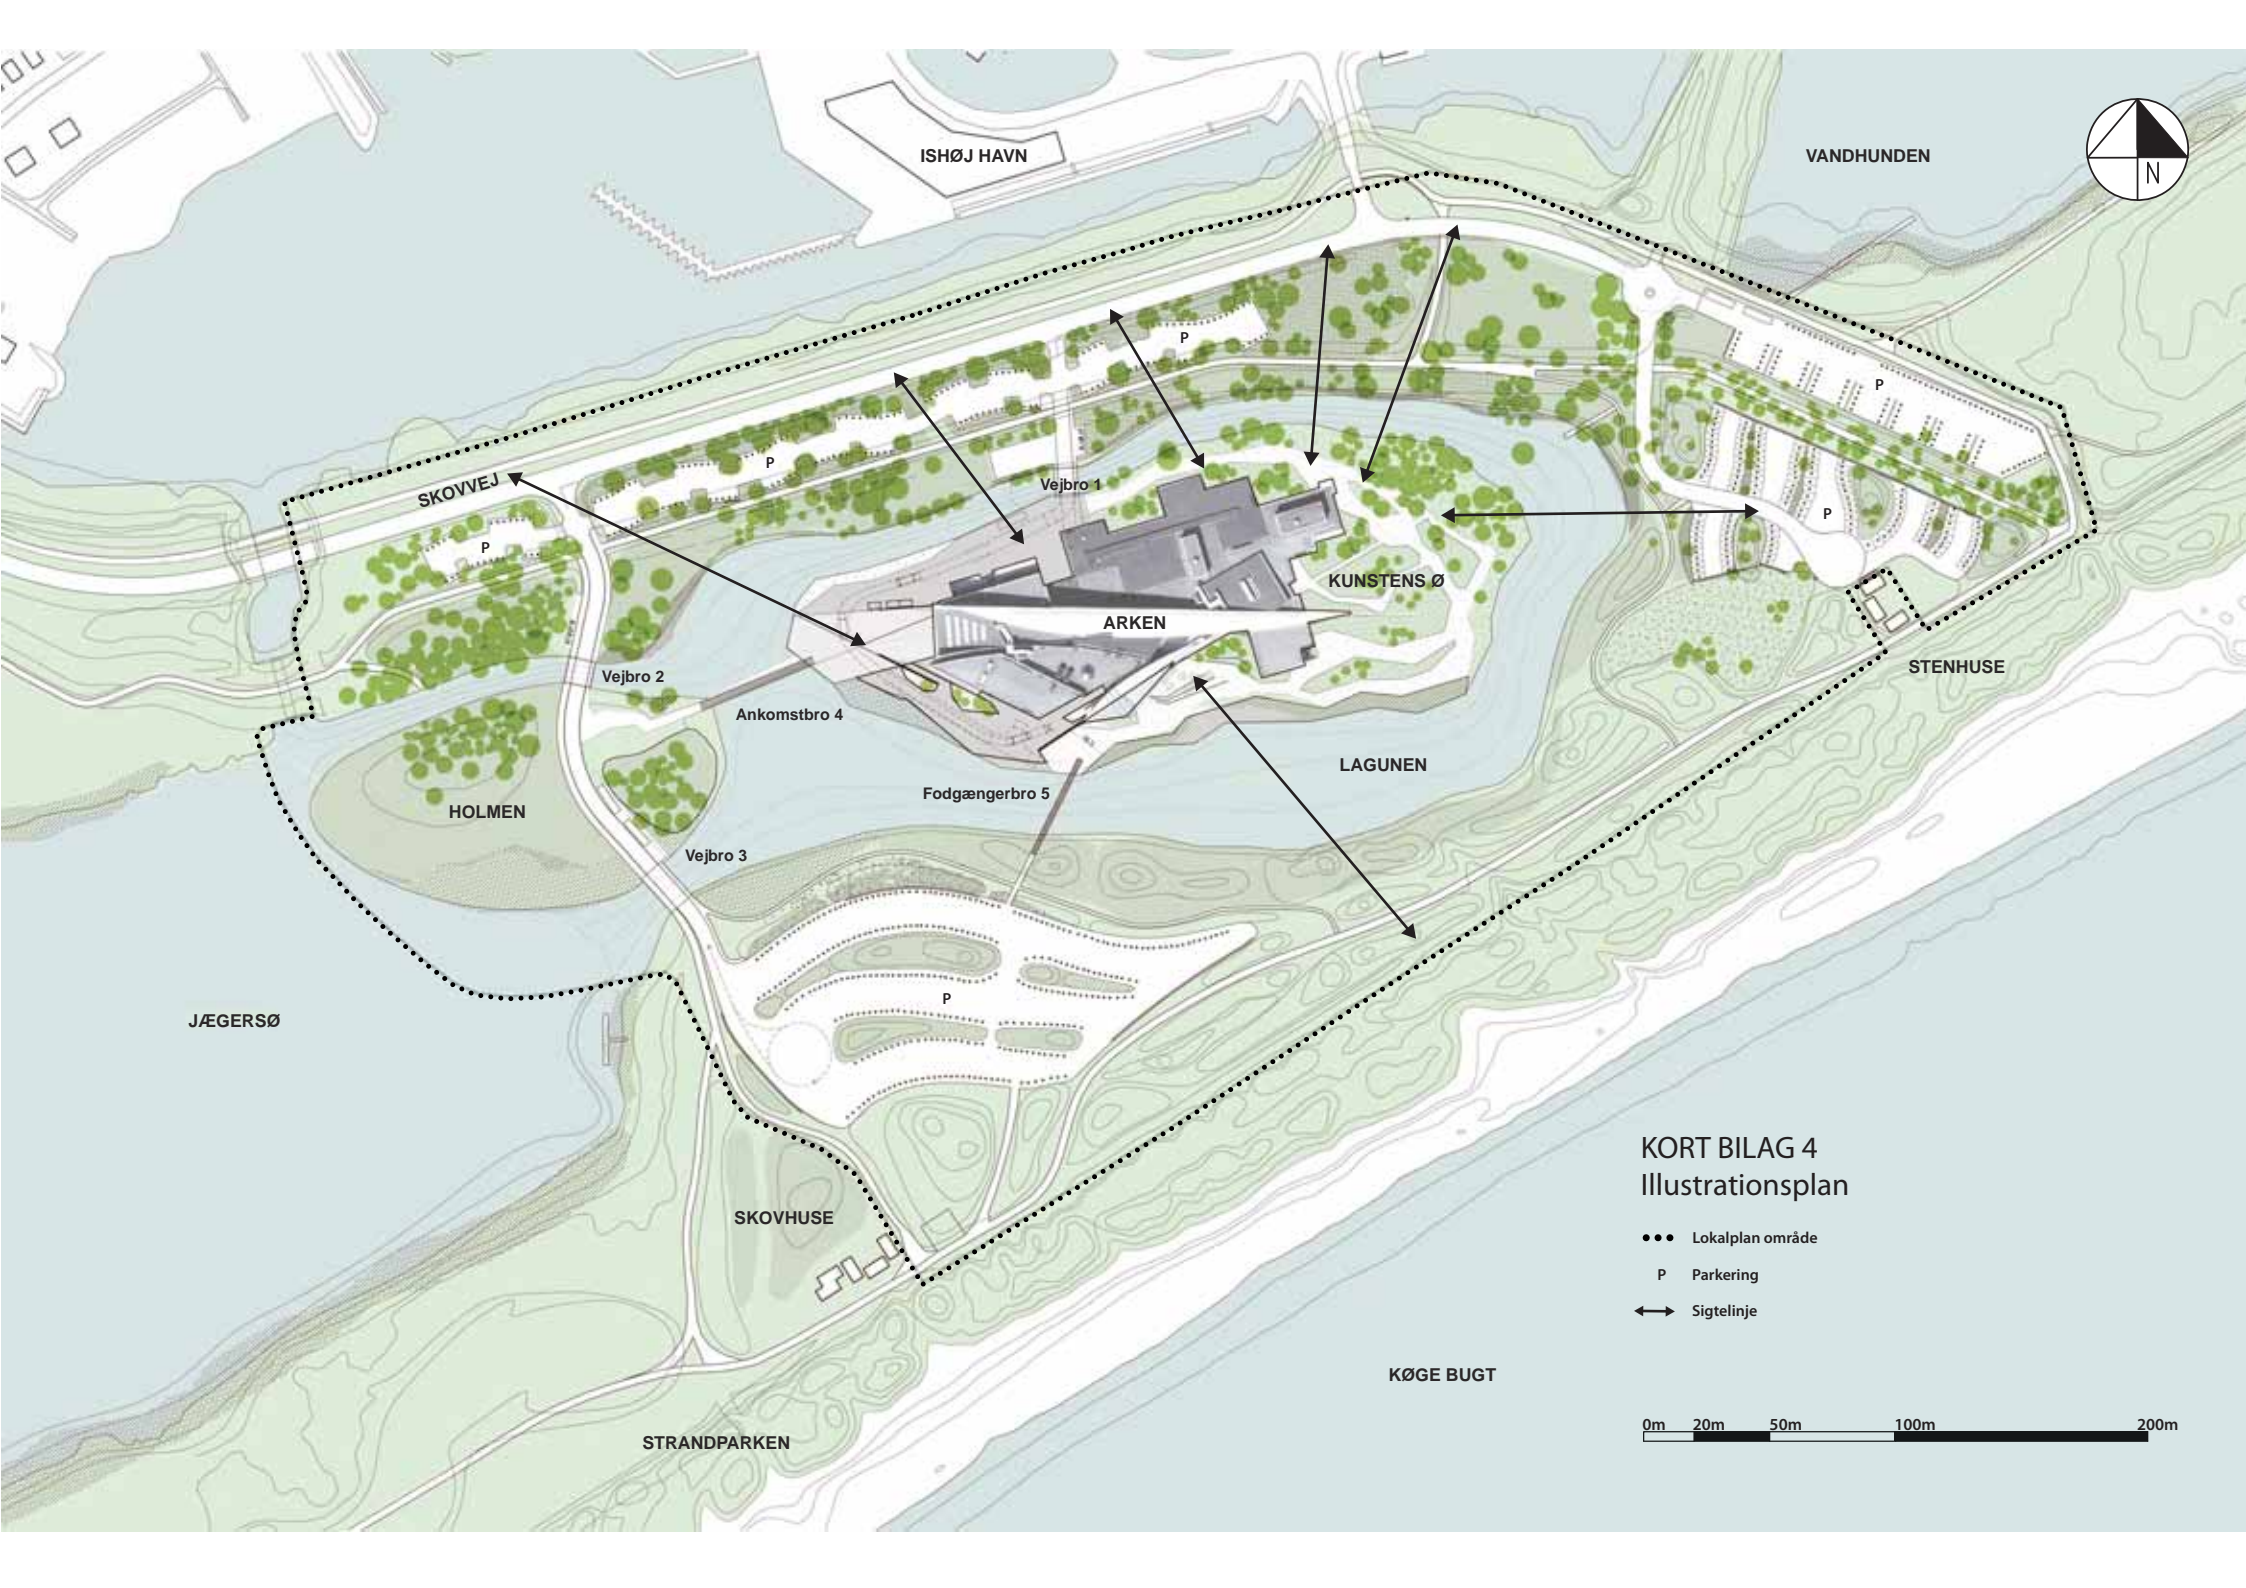 ISHØJ HAVN
VANDHUNDEN
N
P
P
P
SKOVVEJ
Vejbro 1
P
P
P
KUNSTENS Ø
ARKEN
STENHUSE
Vejbro 2
Ankomstbro 4
LAGUNEN
Fodgængerbro 5
HOLMEN
Vejbro 3
P
JÆGERSØ
KORT BILAG 4
Illustrationsplan
SKOVHUSE
Lokalplan område
P Parkering
Sigtelinje
KØGE BUGT
0m 20m 50m 100m 200m
STRANDPARKEN